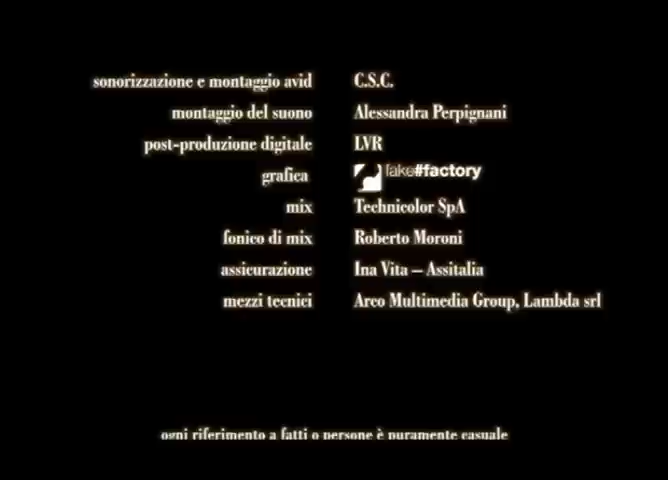 sonorizzazione e montaggio avid C.S.C.
montaggio del suono Alessandra Perpignani
post-produzione digitale LVR
grafica fake#factory
mix Technicolor SpA
fonico di mix Roberto Moroni
assicurazione Ina Vita – Assitalia
mezzi tecnici Arco Multimedia Group, Lambda srl
ogni riferimento a fatti o persone è puramente casuale